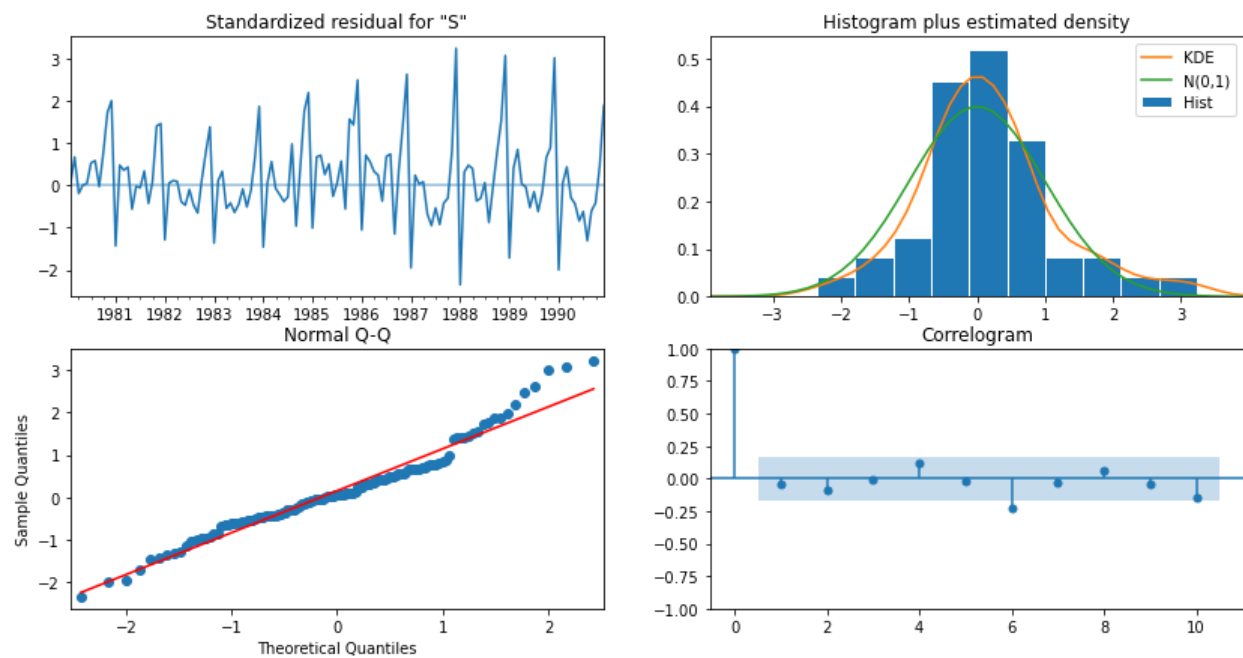 Standardized residual for "S"
3
2
1
0
−1
−2
1981 1982 1983 1984 1985 1986 1987 1988 1989 1990
Histogram plus estimated density
KDE
N(0,1)
Hist
0.5
0.4
0.3
0.2
0.1
0.0
−3 −2 −1 0 1 2 3
Normal Q-Q
Sample Quantiles
3
2
1
0
−1
−2
−2 −1 0 1 2
Theoretical Quantiles
Correlogram
1.00
0.75
0.50
0.25
0.00
−0.25
−0.50
−0.75
−1.00
0 2 4 6 8 10